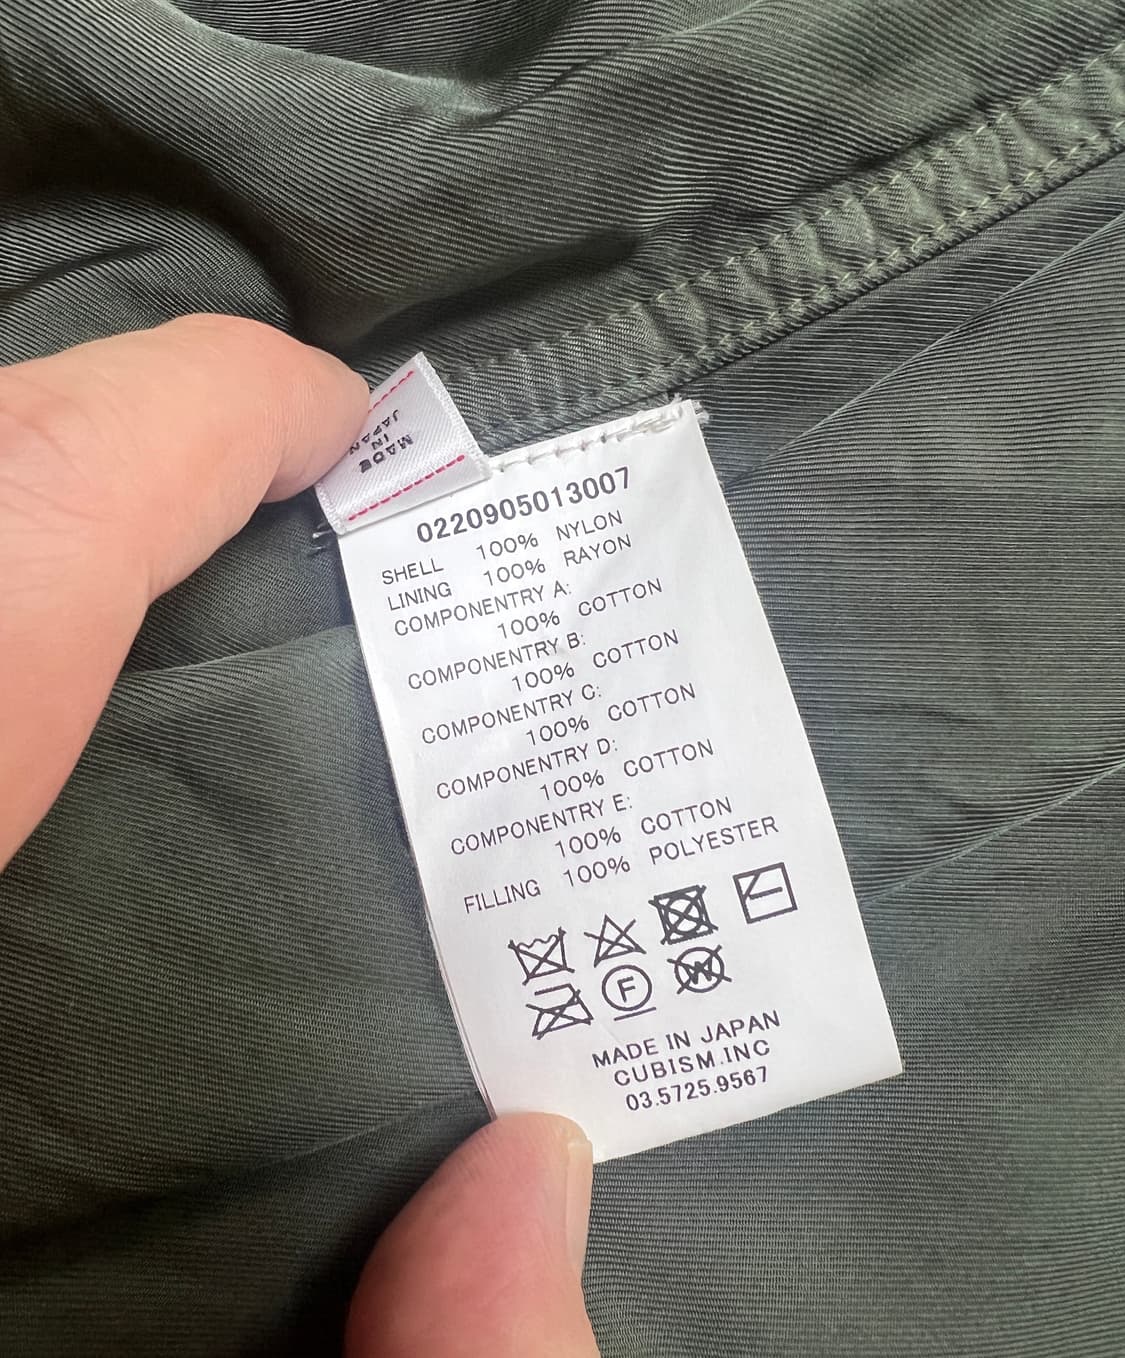 MADE
IN
JAPAN
0220905013007
SHELL 100% NYLON
LINING 100% RAYON
COMPONENTRY A:
100% COTTON
COMPONENTRY B:
100% COTTON
COMPONENTRY C:
100% COTTON
COMPONENTRY D:
100% COTTON
COMPONENTRY E:
100% COTTON
FILLING 100% POLYESTER
F W
MADE IN JAPAN
CUBISM.INC
03.5725.9567